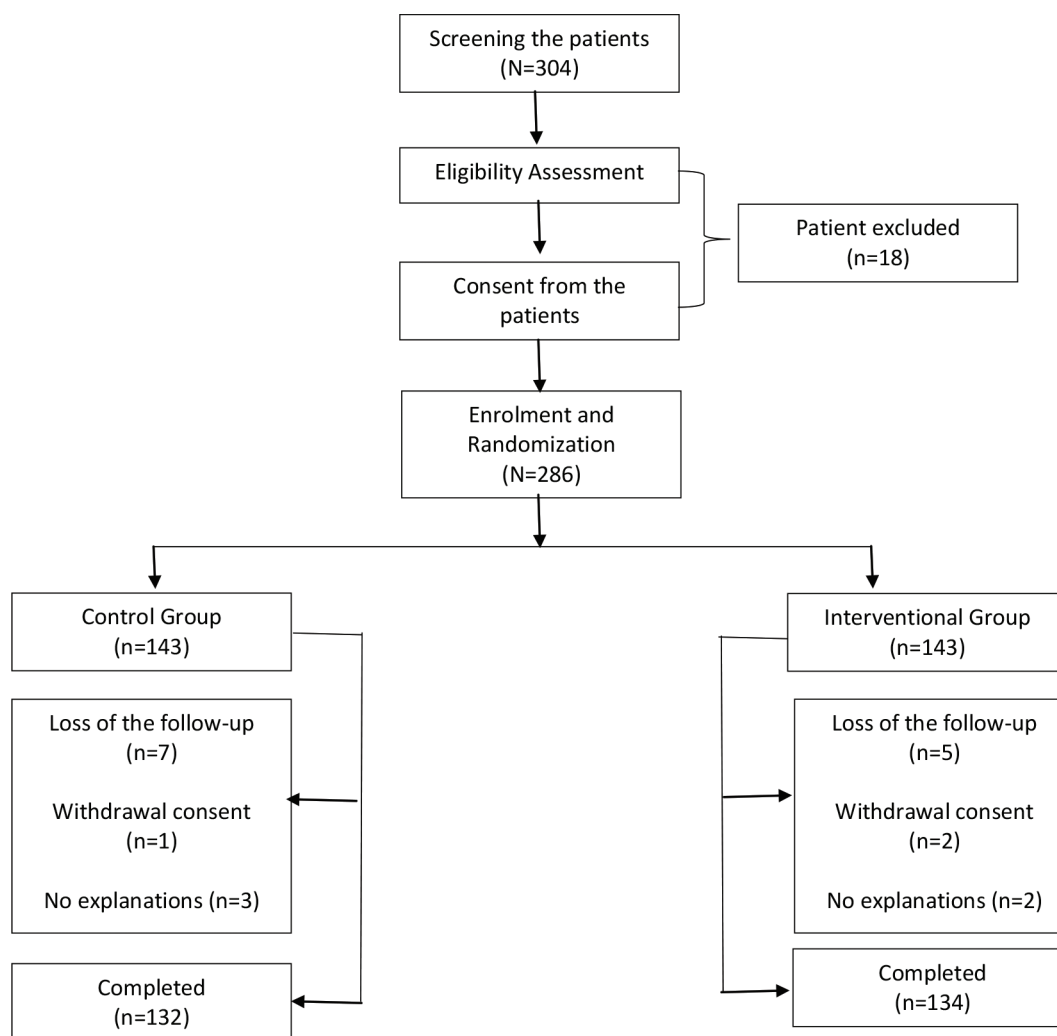 Screening the patients
(N=304)
Eligibility Assessment
Patient excluded
(n=18)
Consent from the
patients
Enrolment and
Randomization
(N=286)
Control Group
(n=143)
Interventional Group
(n=143)
Loss of the follow-up
(n=7)
Withdrawal consent
(n=1)
No explanations (n=3)
Loss of the follow-up
(n=5)
Withdrawal consent
(n=2)
No explanations (n=2)
Completed
(n=132)
Completed
(n=134)